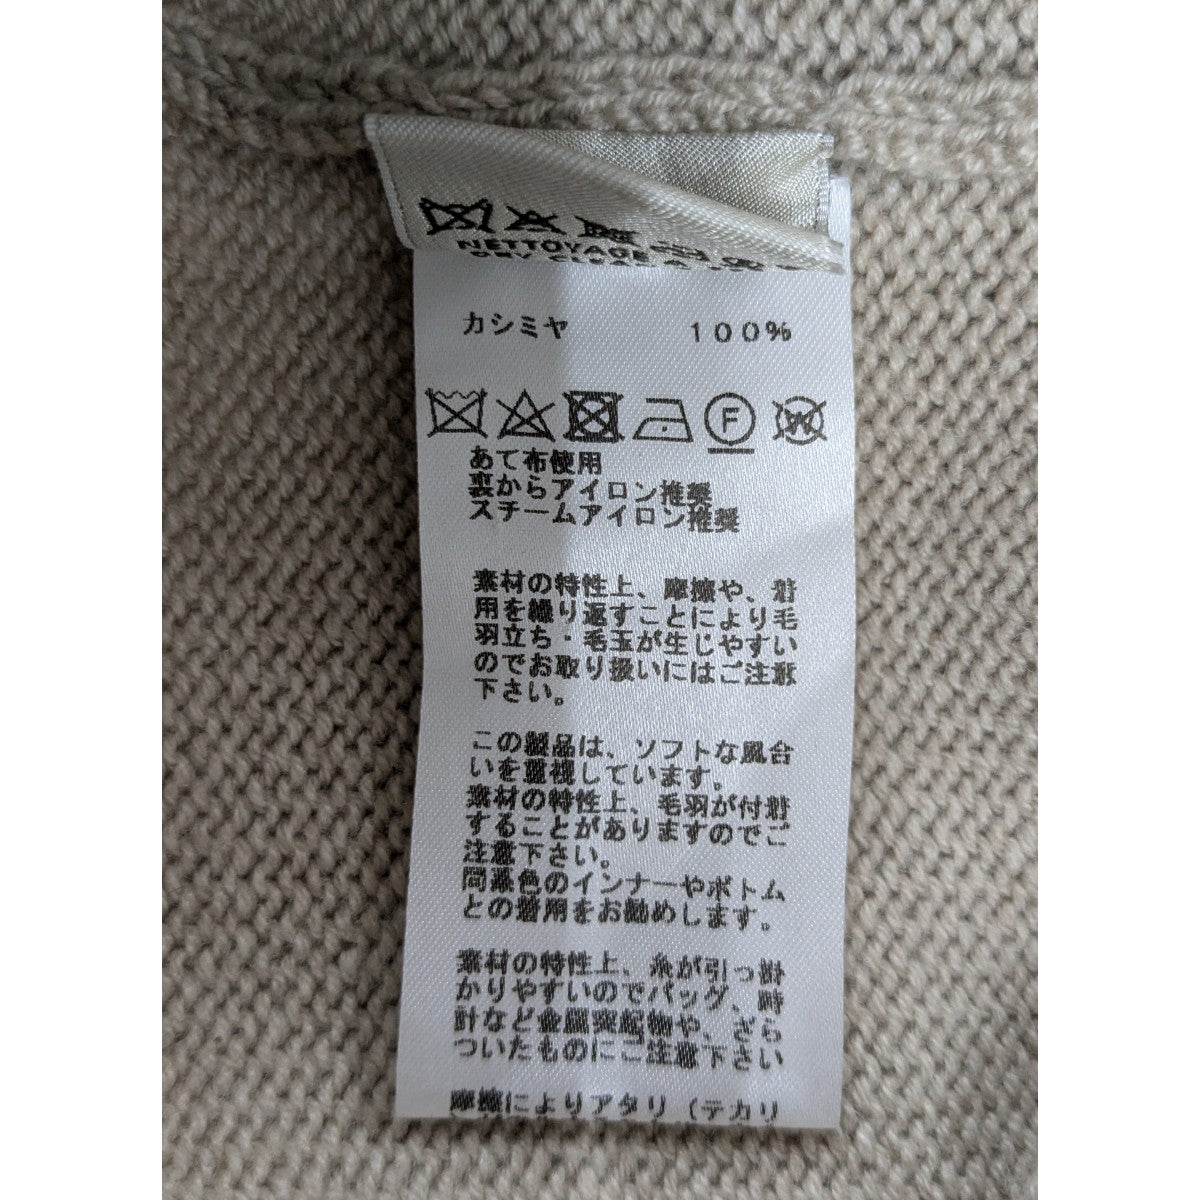 NETTOYAGE
DRY
カシミヤ 100%
F
W
あて布使用
裏からアイロン推奨
スチームアイロン推奨
素材の特性上、摩擦や、着
用を繰り返すことにより毛
羽立ち・毛玉が生じやすい
のでお取り扱いにはご注意
下さい。
この製品は、ソフトな風合
いを重視しています。
素材の特性上、毛羽が付着
することがありますのでご
注意下さい。
同系色のインナーやボトム
との着用をお勧めします。
素材の特性上、糸が引っ掛
かりやすいのでバッグ、時
計など金属突起物や、ざら
ついたものにご注意下さい
摩擦によりアタリ(テカリ